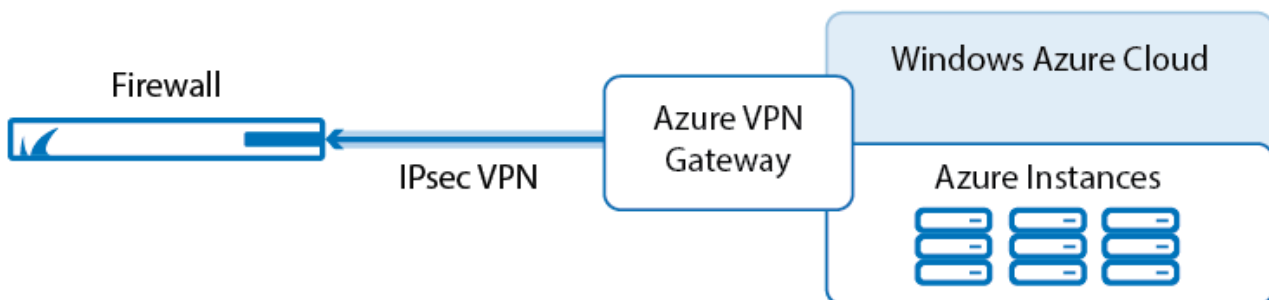 Firewall
IPsec VPN
Azure VPN
Gateway
Windows Azure Cloud
Azure Instances